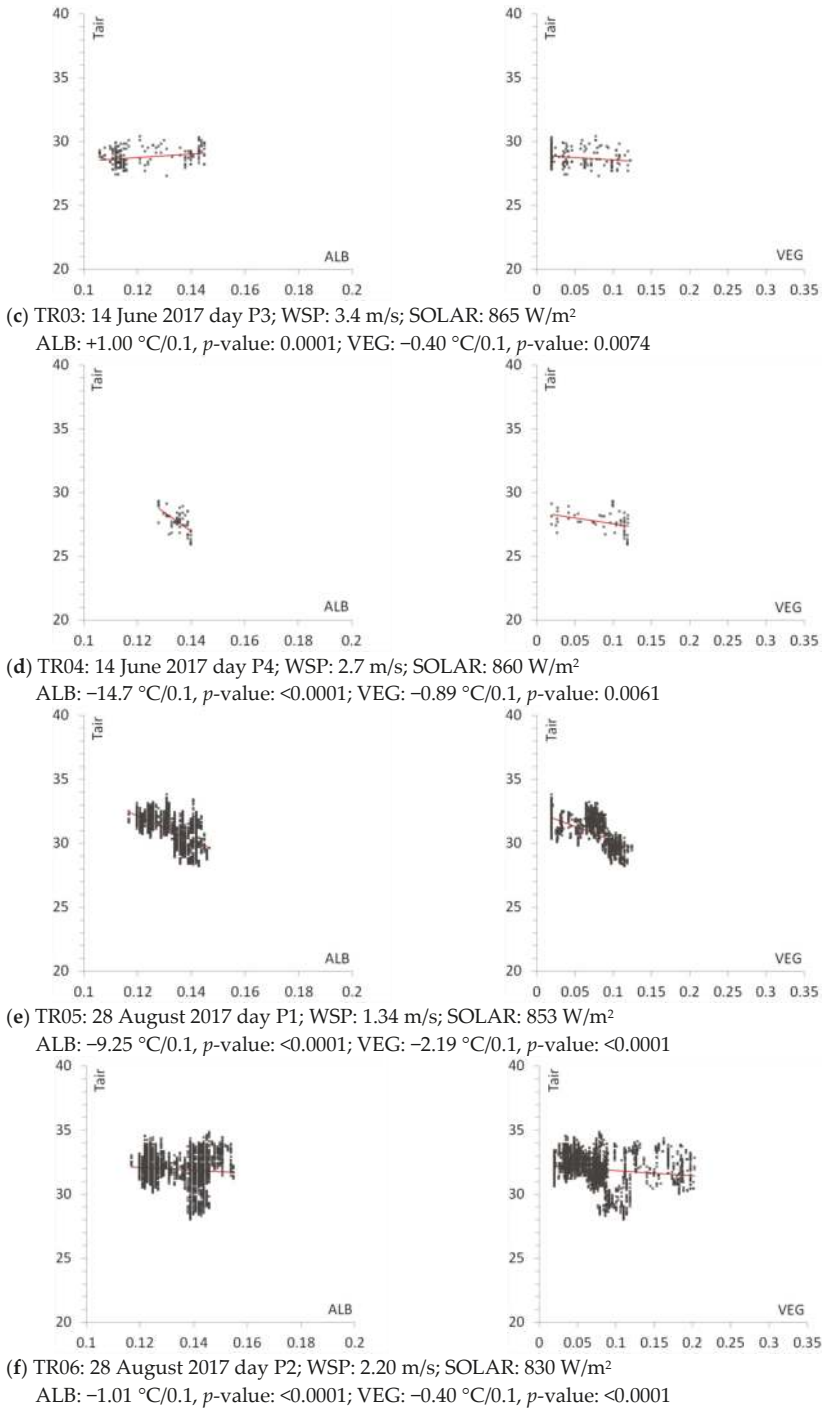 40
Tair
35
30
25
20
ALB
0.1 0.12 0.14 0.16 0.18 0.2
40
Tair
35
30
25
20
VEG
0 0.05 0.1 0.15 0.2 0.25 0.3 0.35
(c) TR03: 14 June 2017 day P3; WSP: 3.4 m/s; SOLAR: 865 W/m²
ALB: +1.00 °C/0.1, p-value: 0.0001; VEG: −0.40 °C/0.1, p-value: 0.0074
40
Tair
35
30
25
20
ALB
0.1 0.12 0.14 0.16 0.18 0.2
40
Tair
35
30
25
20
VEG
0 0.05 0.1 0.15 0.2 0.25 0.3 0.35
(d) TR04: 14 June 2017 day P4; WSP: 2.7 m/s; SOLAR: 860 W/m²
ALB: −14.7 °C/0.1, p-value: <0.0001; VEG: −0.89 °C/0.1, p-value: 0.0061
40
Tair
35
30
25
20
ALB
0.1 0.12 0.14 0.16 0.18 0.2
40
Tair
35
30
25
20
VEG
0 0.05 0.1 0.15 0.2 0.25 0.3 0.35
(e) TR05: 28 August 2017 day P1; WSP: 1.34 m/s; SOLAR: 853 W/m²
ALB: −9.25 °C/0.1, p-value: <0.0001; VEG: −2.19 °C/0.1, p-value: <0.0001
40
Tair
35
30
25
20
ALB
0.1 0.12 0.14 0.16 0.18 0.2
40
Tair
35
30
25
20
VEG
0 0.05 0.1 0.15 0.2 0.25 0.3 0.35
(f) TR06: 28 August 2017 day P2; WSP: 2.20 m/s; SOLAR: 830 W/m²
ALB: −1.01 °C/0.1, p-value: <0.0001; VEG: −0.40 °C/0.1, p-value: <0.0001